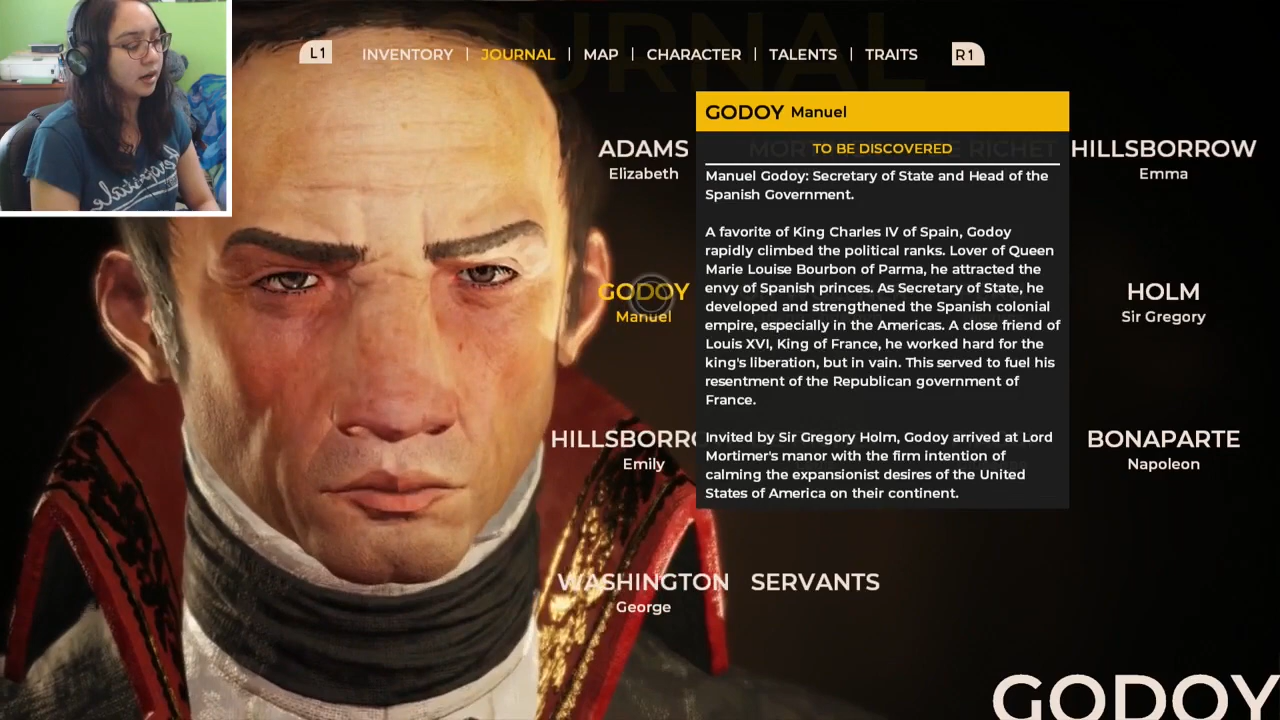 L1 INVENTORY | JOURNAL | MAP | CHARACTER | TALENTS | TRAITS R1
GODOY Manuel
TO BE DISCOVERED
Manuel Godoy: Secretary of State and Head of the
Spanish Government.
A favorite of King Charles IV of Spain, Godoy
rapidly climbed the political ranks. Lover of Queen
Marie Louise Bourbon of Parma, he attracted the
envy of Spanish princes. As Secretary of State, he
developed and strengthened the Spanish colonial
empire, especially in the Americas. A close friend of
Louis XVI, King of France, he worked hard for the
king's liberation, but in vain. This served to fuel his
resentment of the Republican government of
France.
Invited by Sir Gregory Holm, Godoy arrived at Lord
Mortimer's manor with the firm intention of
calming the expansionist desires of the United
States of America on their continent.
ADAMS
Elizabeth
HILLSBORROW
Emma
GODOY
Manuel
HOLM
Sir Gregory
HILLSBORRO
Emily
BONAPARTE
Napoleon
WASHINGTON
George
SERVANTS
GODOY